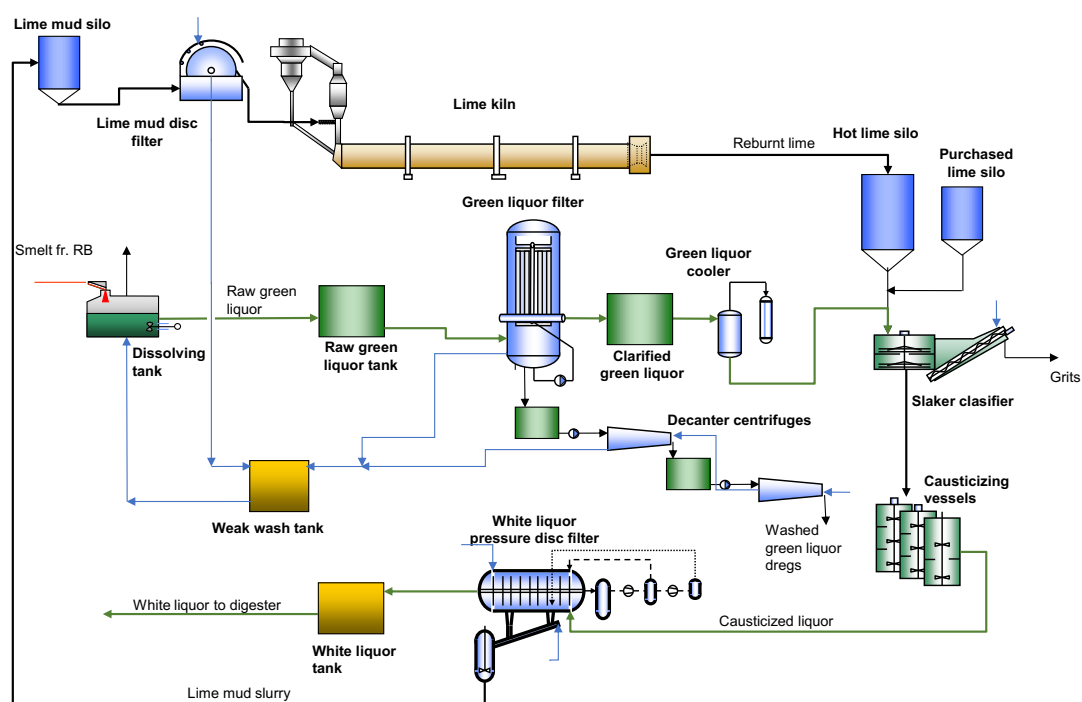 Lime mud silo
Lime mud disc
filter
Lime kiln
Reburnt lime
Hot lime silo
Purchased
lime silo
Green liquor filter
Smelt fr. RB
Raw green
liquor
Green liquor
cooler
Dissolving
tank
Raw green
liquor tank
Clarified
green liquor
Grits
Slaker clasifier
Decanter centrifuges
Causticizing
vessels
Weak wash tank
White liquor
pressure disc filter
Washed
green liquor
dregs
White liquor to digester
Causticized liquor
White liquor
tank
Lime mud slurry